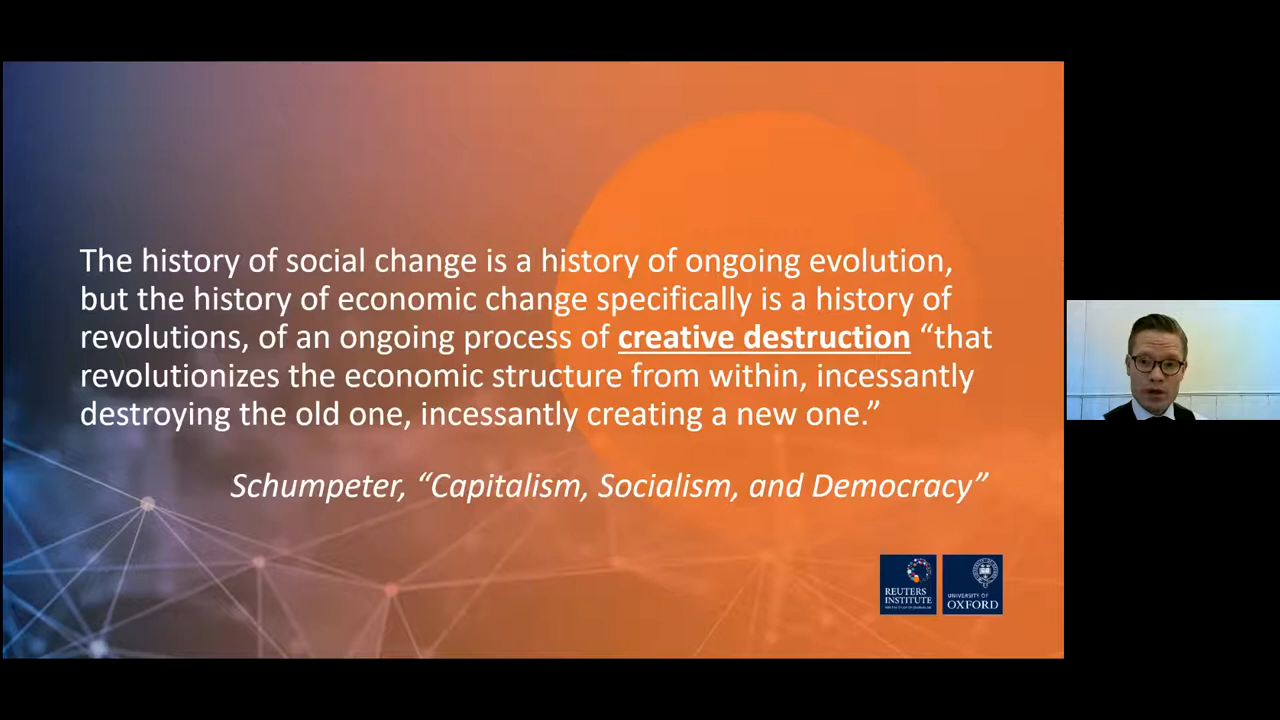 The history of social change is a history of ongoing evolution,
but the history of economic change specifically is a history of
revolutions, of an ongoing process of creative destruction “that
revolutionizes the economic structure from within, incessantly
destroying the old one, incessantly creating a new one.”
Schumpeter, “Capitalism, Socialism, and Democracy”
REUTERS
INSTITUTE
UNIVERSITY OF
OXFORD